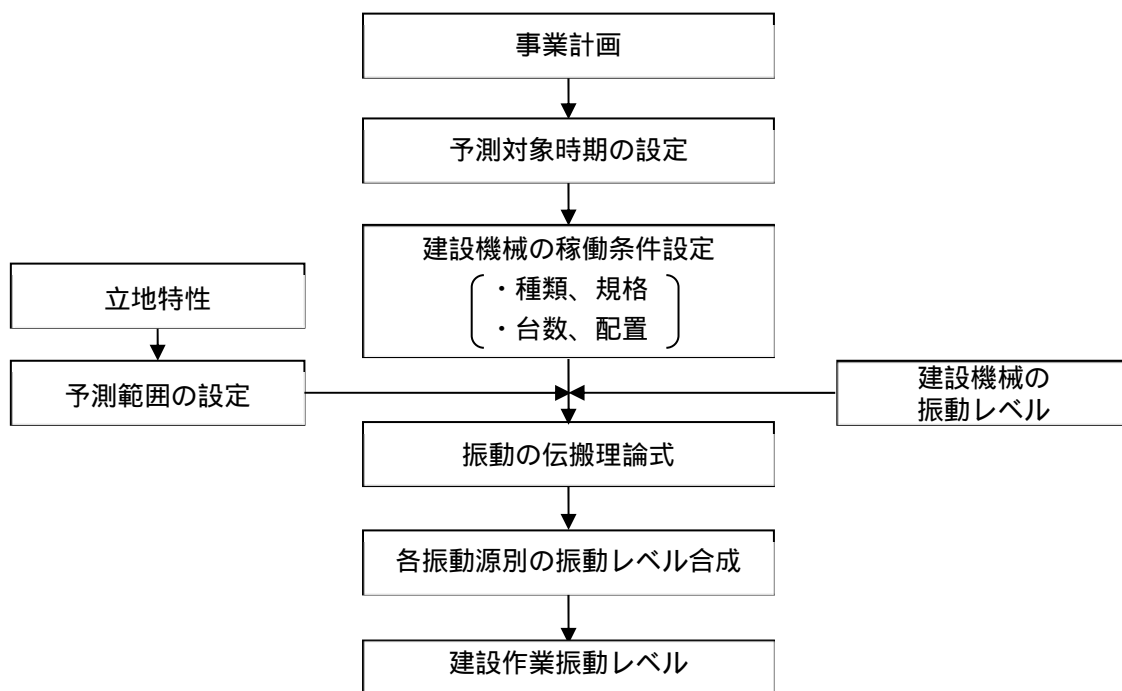 事業計画
予測対象時期の設定
建設機械の稼働条件設定
・種類、規格
・台数、配置
立地特性
予測範囲の設定
建設機械の
振動レベル
振動の伝搬理論式
各振動源別の振動レベル合成
建設作業振動レベル